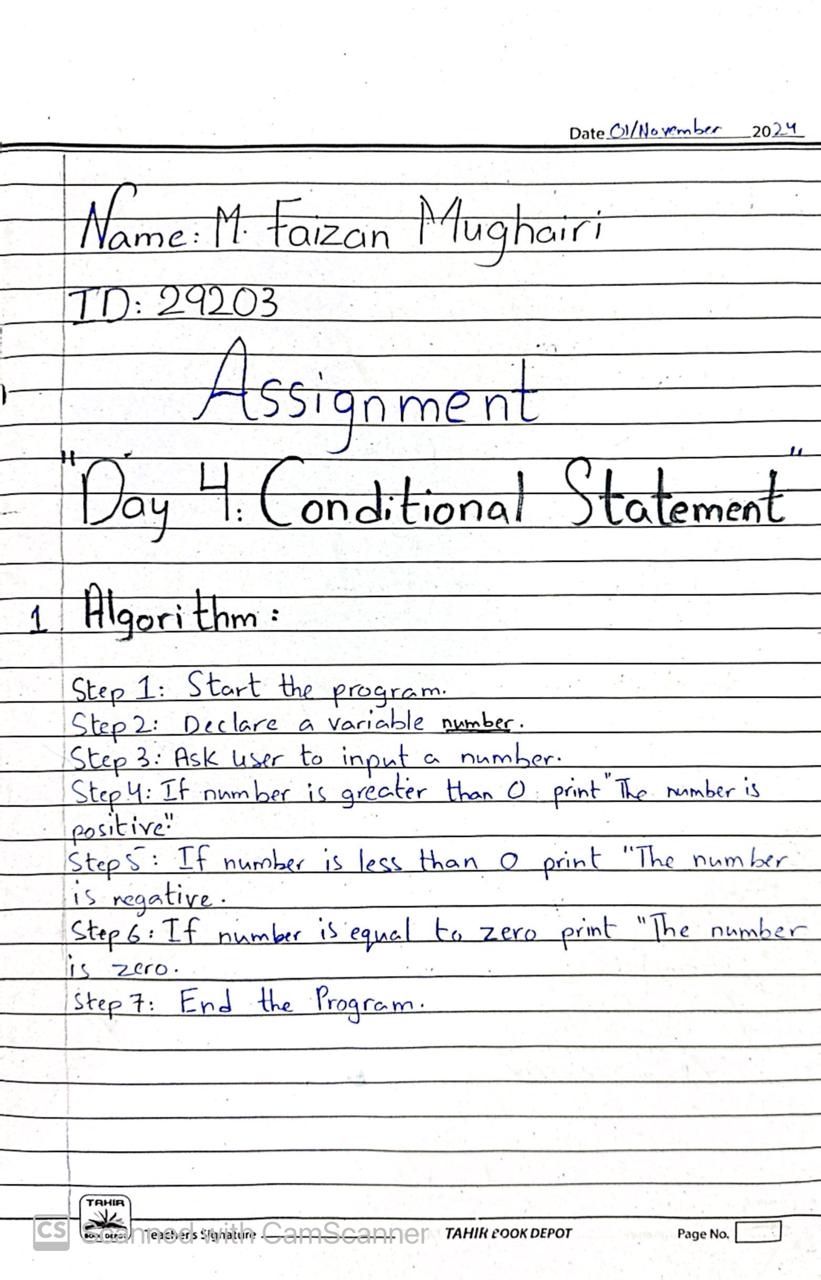 Date 01/November 2024
Name: M. Faizan Mughairi
ID: 29203
Assignment
"Day 4: Conditional Statement"
1 Algorithm:
Step 1: Start the program.
Step 2: Declare a variable number.
Step 3: Ask user to input a number.
Step 4: If number is greater than 0 print "The number is
positive"
Step 5: If number is less than 0 print "The number
is negative.
Step 6: If number is equal to zero print "The number
is zero.
Step 7: End the Program.
TAHIR
BOOK DEPOT
Teacher's Signature
CS Scanned with CamScanner
TAHIR BOOK DEPOT
Page No.